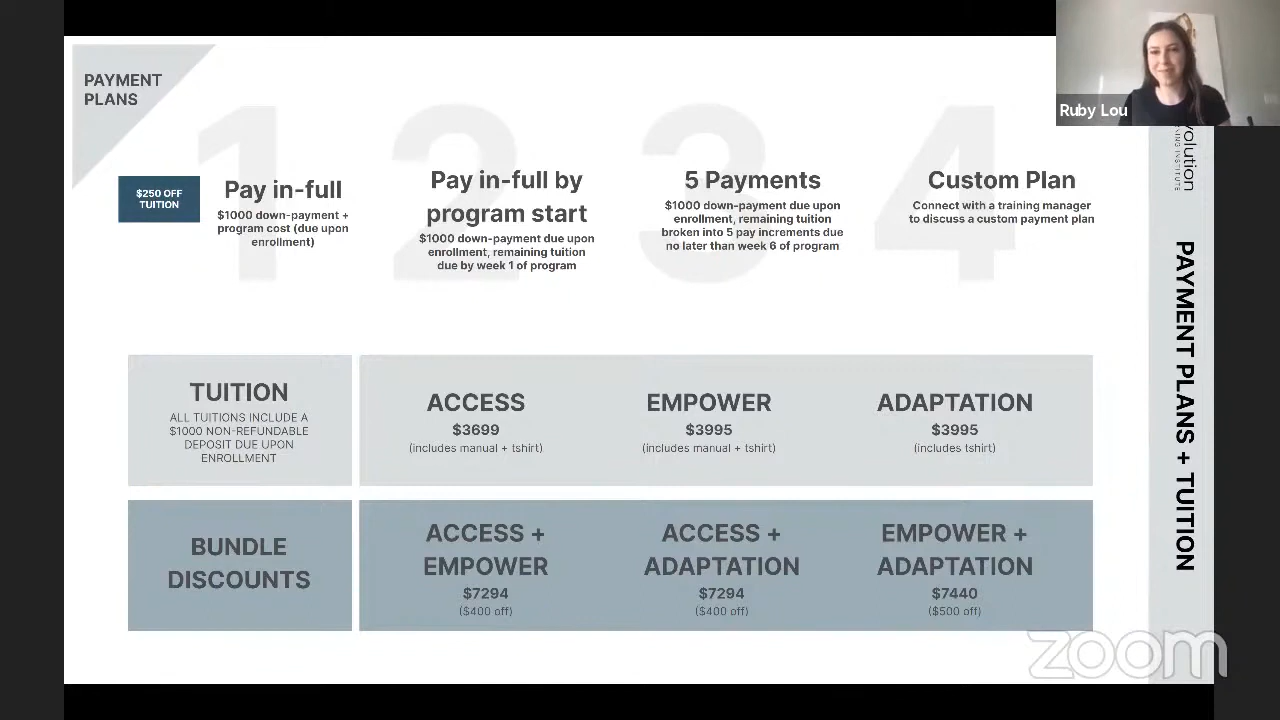 PAYMENT
PLANS
1
2
3
4
$250 OFF
TUITION
Pay in-full
$1000 down-payment +
program cost (due upon
enrollment)
Pay in-full by
program start
$1000 down-payment due upon
enrollment, remaining tuition
due by week 1 of program
5 Payments
$1000 down-payment due upon
enrollment, remaining tuition
broken into 5 pay increments due
no later than week 6 of program
Custom Plan
Connect with a training manager
to discuss a custom payment plan
TUITION
ALL TUITIONS INCLUDE A
$1000 NON-REFUNDABLE
DEPOSIT DUE UPON
ENROLLMENT
ACCESS
$3699
(includes manual + tshirt)
EMPOWER
$3995
(includes manual + tshirt)
ADAPTATION
$3995
(includes tshirt)
BUNDLE
DISCOUNTS
ACCESS +
EMPOWER
$7294
($400 off)
ACCESS +
ADAPTATION
$7294
($400 off)
EMPOWER +
ADAPTATION
$7440
($500 off)
Ruby Lou
volution
INSTITUTE
PAYMENT PLANS + TUITION
zoom